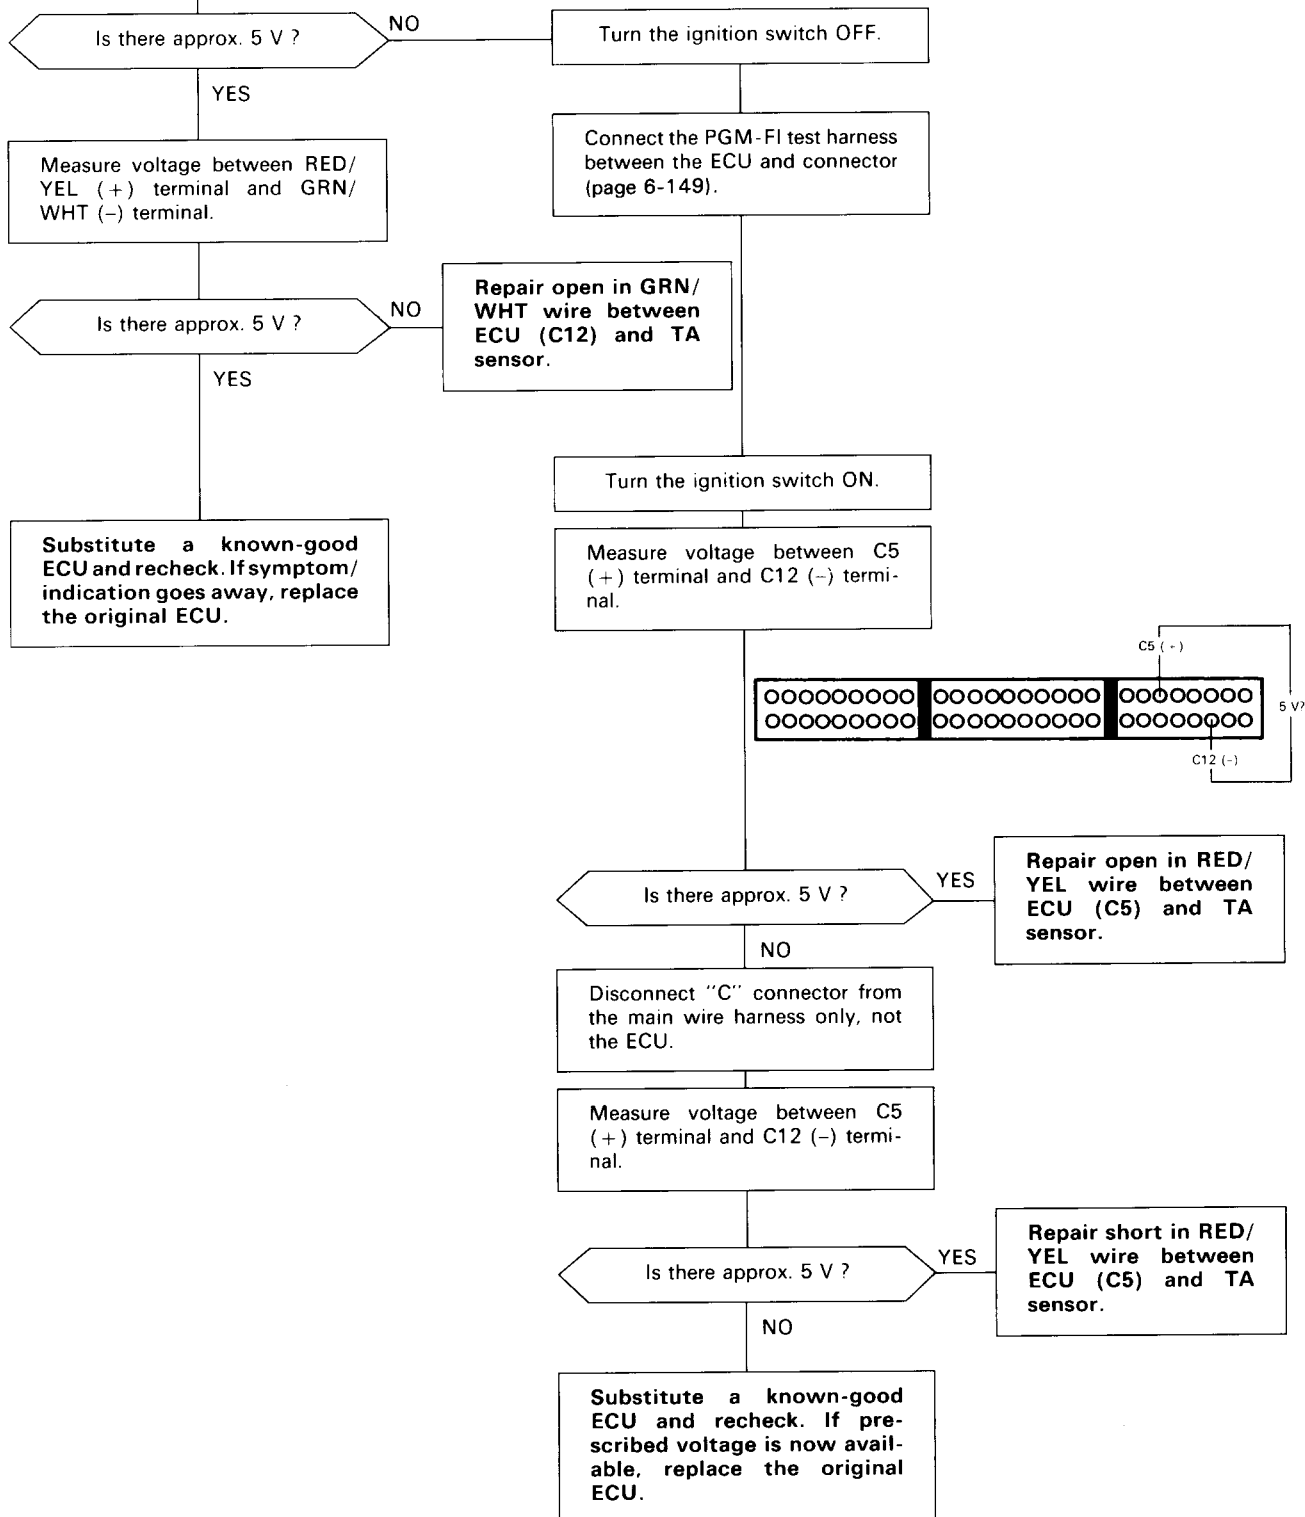 Is there approx. 5 V ?
NO
Turn the ignition switch OFF.
YES
Measure voltage between RED/
YEL (+) terminal and GRN/
WHT (–) terminal.
Connect the PGM-FI test harness
between the ECU and connector
(page 6-149).
Is there approx. 5 V ?
NO
Repair open in GRN/
WHT wire between
ECU (C12) and TA
sensor.
YES
Turn the ignition switch ON.
Substitute a known-good
ECU and recheck. If symptom/
indication goes away, replace
the original ECU.
Measure voltage between C5
(+) terminal and C12 (–) termi-
nal.
C5 (+)
5 V?
C12 (–)
Is there approx. 5 V ?
YES
Repair open in RED/
YEL wire between
ECU (C5) and TA
sensor.
NO
Disconnect "C" connector from
the main wire harness only, not
the ECU.
Measure voltage between C5
(+) terminal and C12 (–) termi-
nal.
Is there approx. 5 V ?
YES
Repair short in RED/
YEL wire between
ECU (C5) and TA
sensor.
NO
Substitute a known-good
ECU and recheck. If pre-
scribed voltage is now avail-
able, replace the original
ECU.